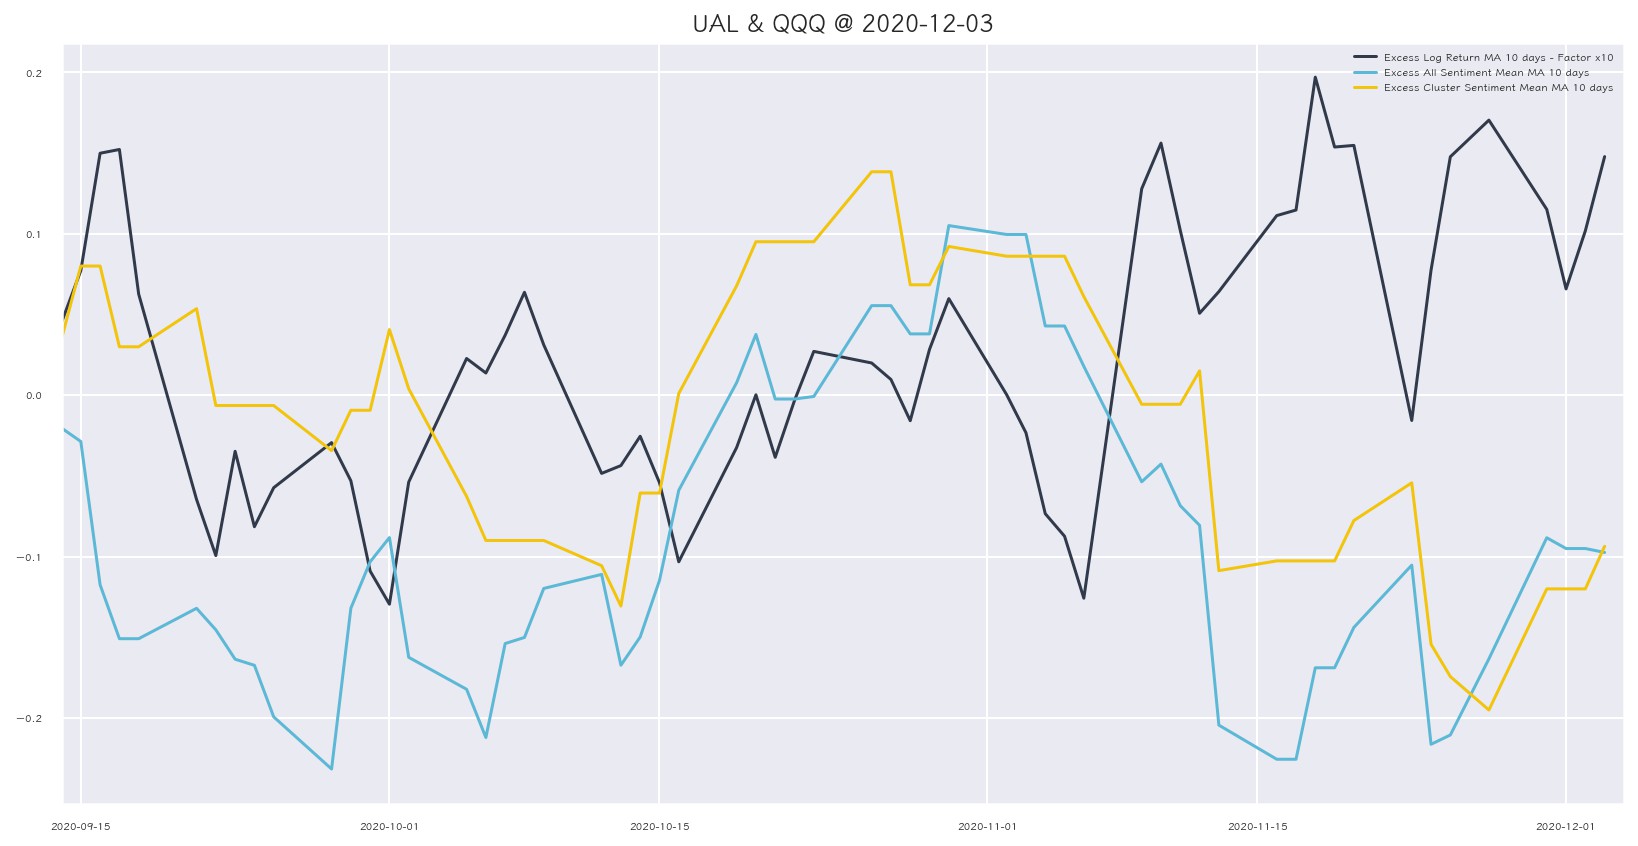 UAL & QQQ @ 2020-12-03
Excess Log Return MA 10 days - Factor x10
Excess All Sentiment Mean MA 10 days
Excess Cluster Sentiment Mean MA 10 days
0.2
0.1
0.0
−0.1
−0.2
2020-09-15 2020-10-01 2020-10-15 2020-11-01 2020-11-15 2020-12-01